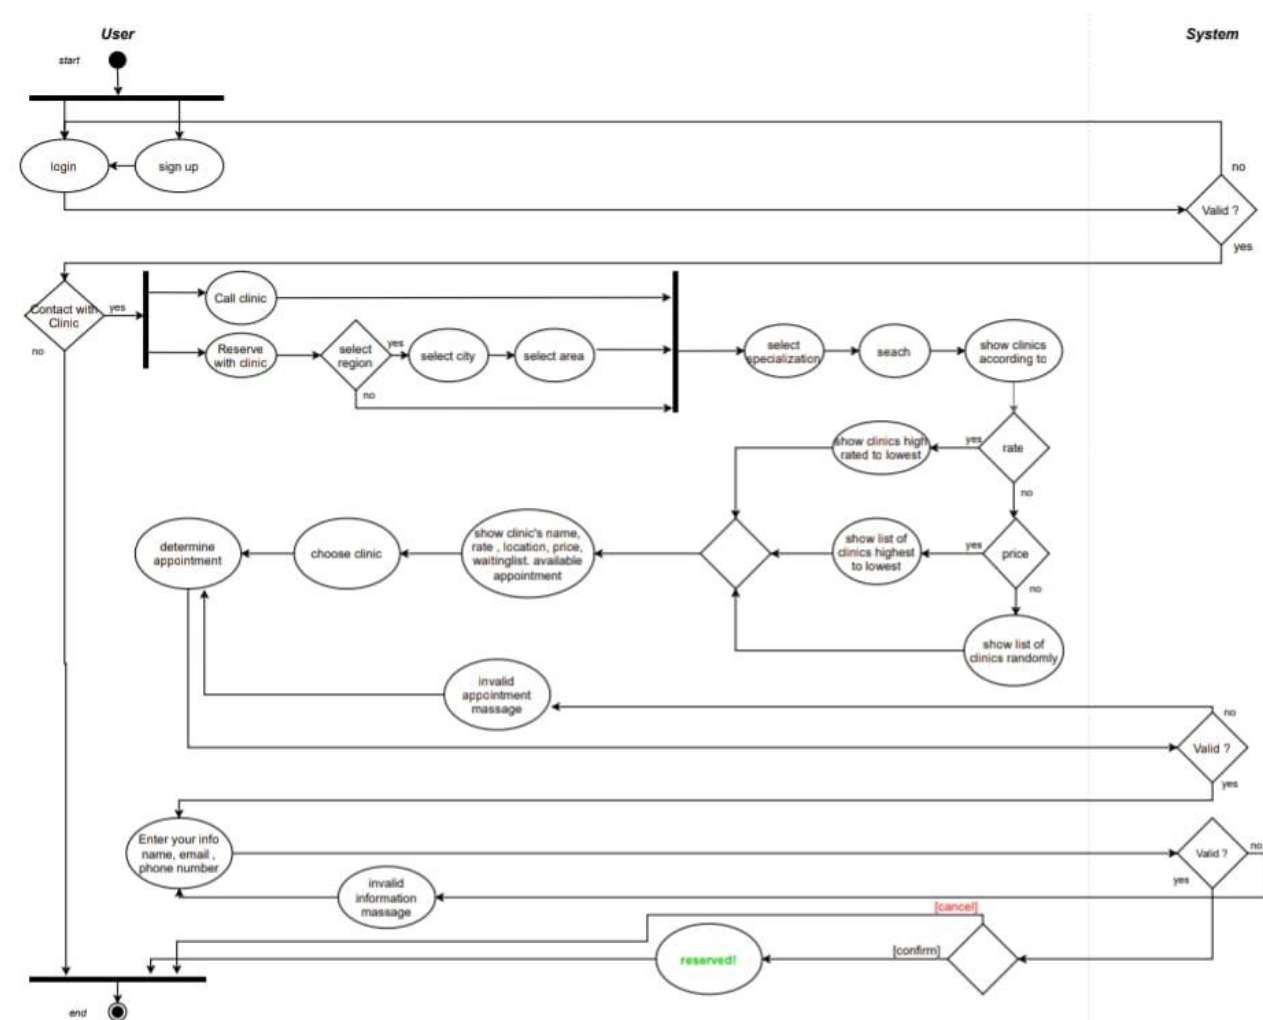 User
System
start
login
sign up
no
Valid ?
yes
Contact with
Clinic
yes
no
Call clinic
Reserve
with clinic
select
region
yes
no
select city
select area
select
specialization
seach
show clinics
according to
rate
yes
no
show clinics high
rated to lowest
price
yes
no
show list of
clinics highest
to lowest
show list of
clinics randomly
show clinic's name,
rate , location, price,
waitinglist. available
appointment
choose clinic
determine
appointment
invalid
appointment
massage
no
Valid ?
yes
Enter your info
name, email ,
phone number
Valid ?
no
yes
invalid
information
massage
[cancel]
[confirm]
reserved!
end